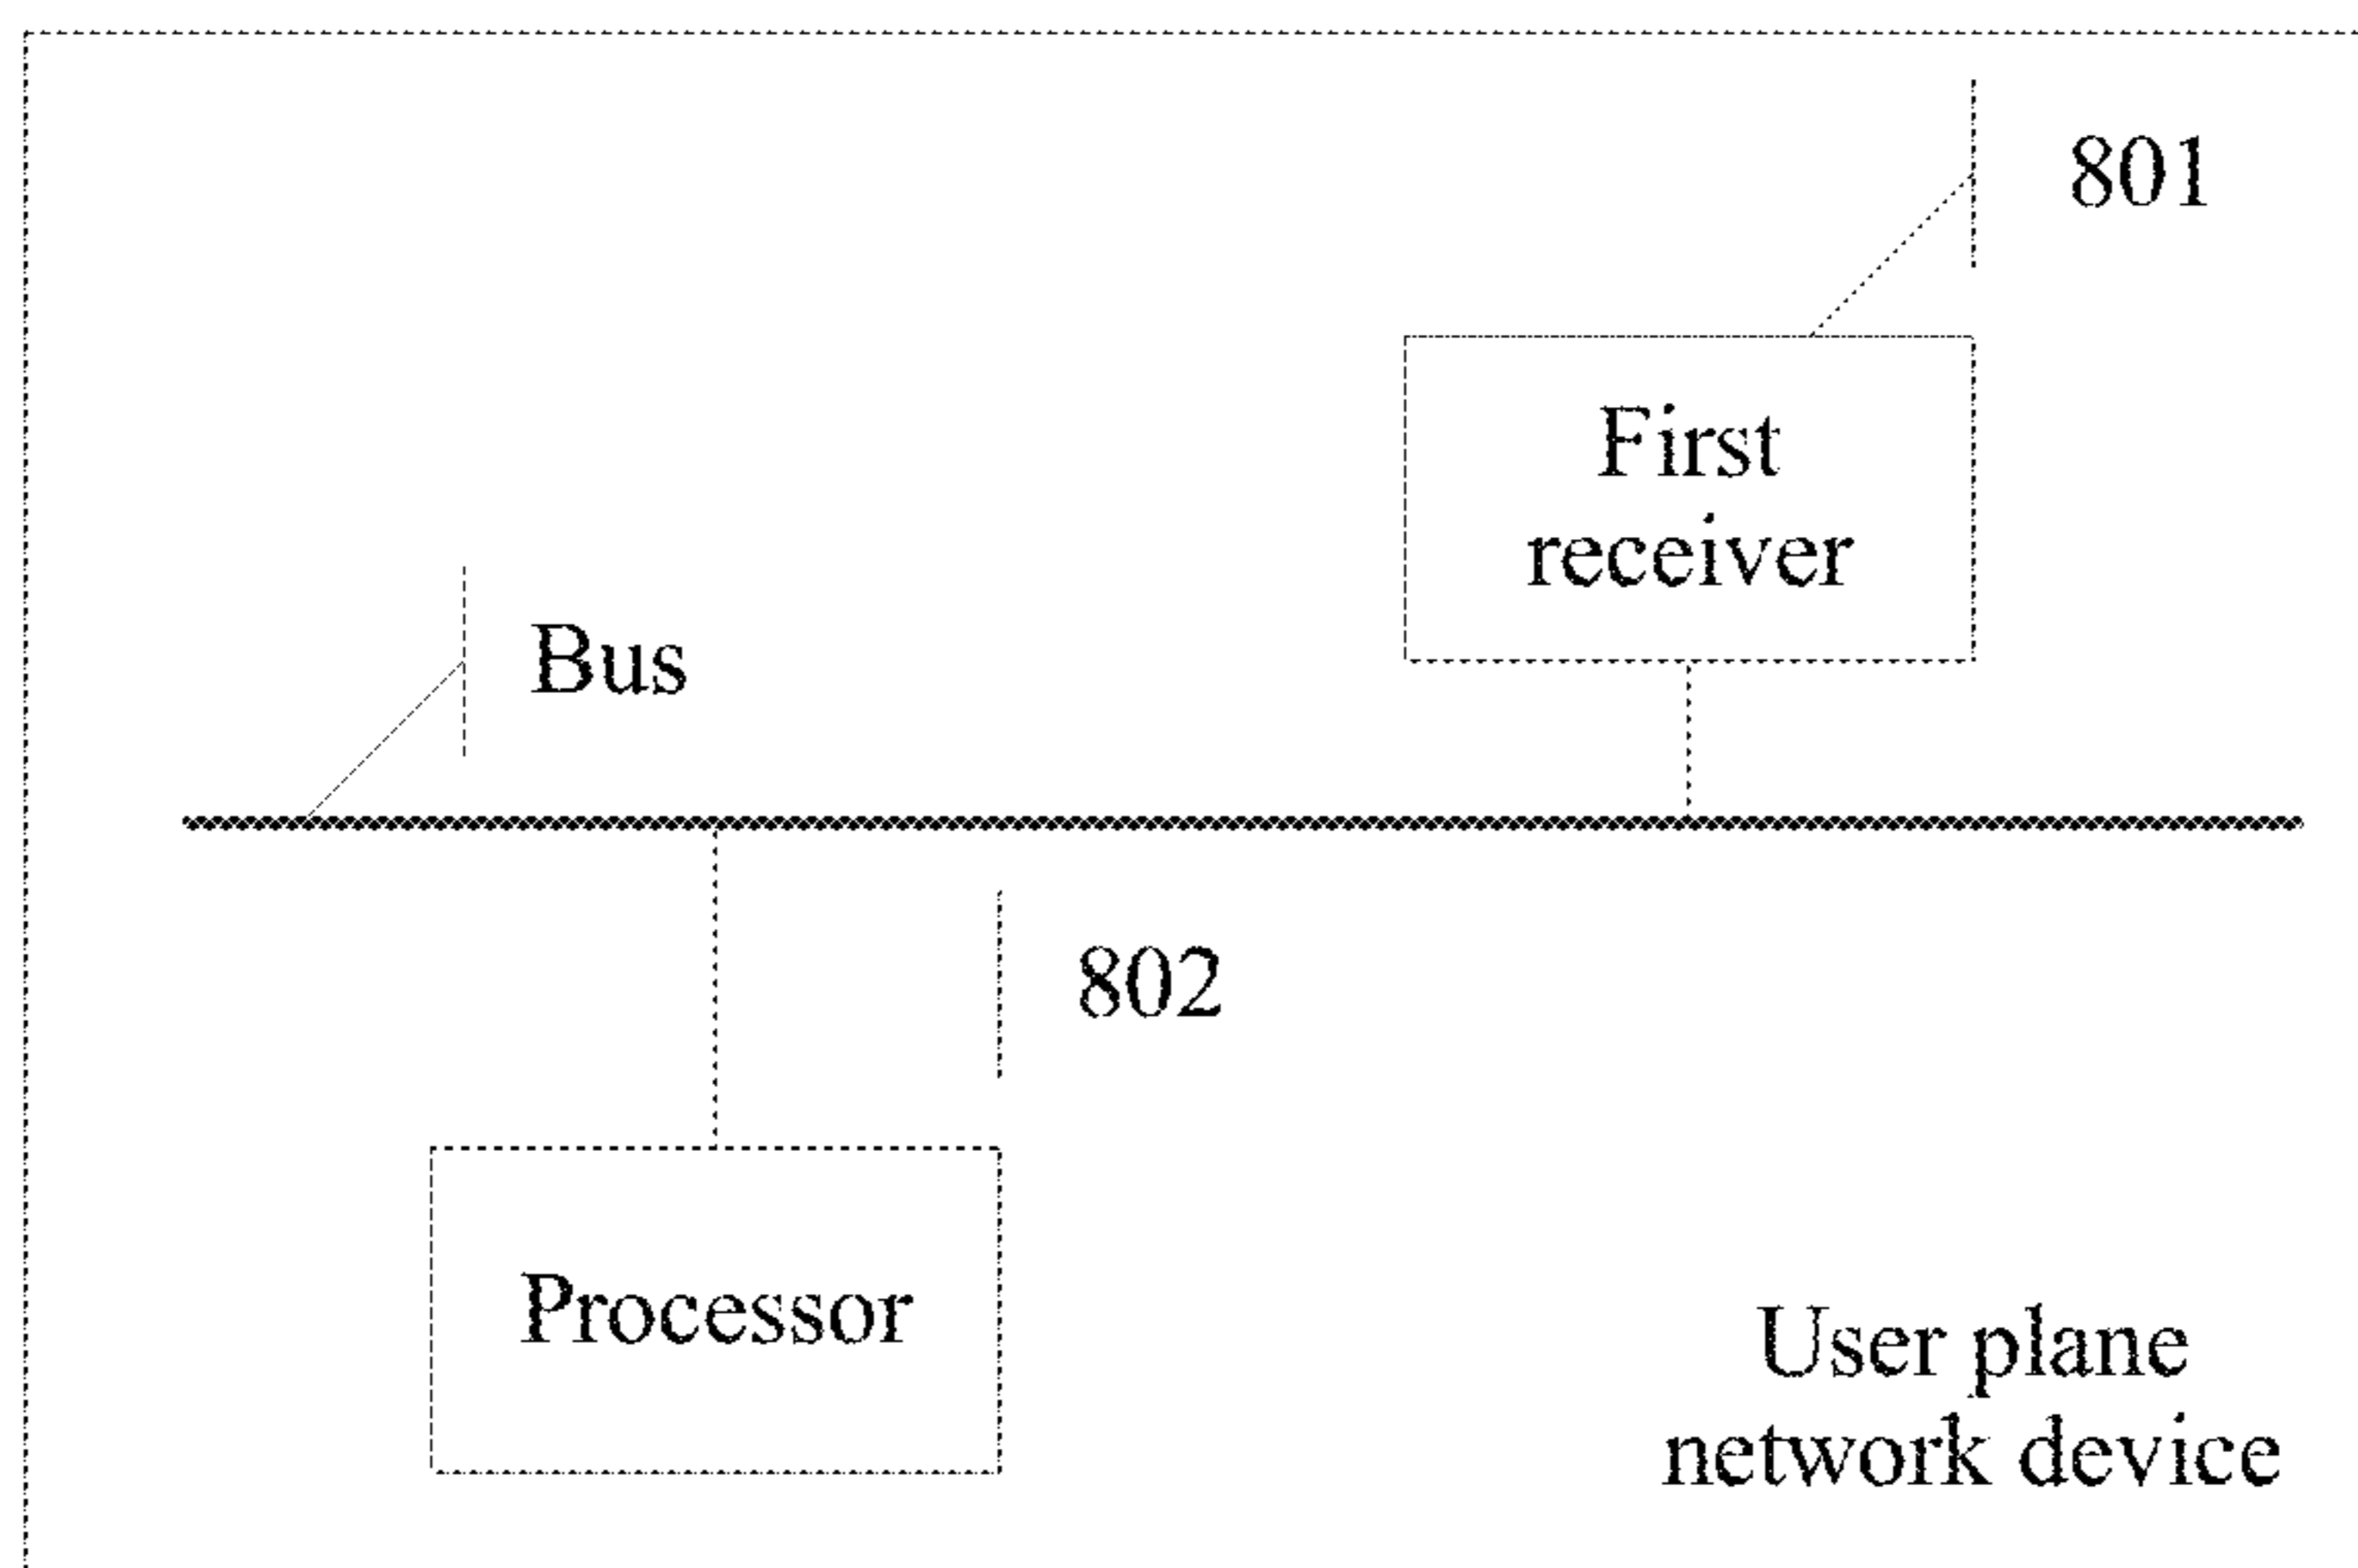 801
First
receiver
Bus
802
Processor
User plane
network device